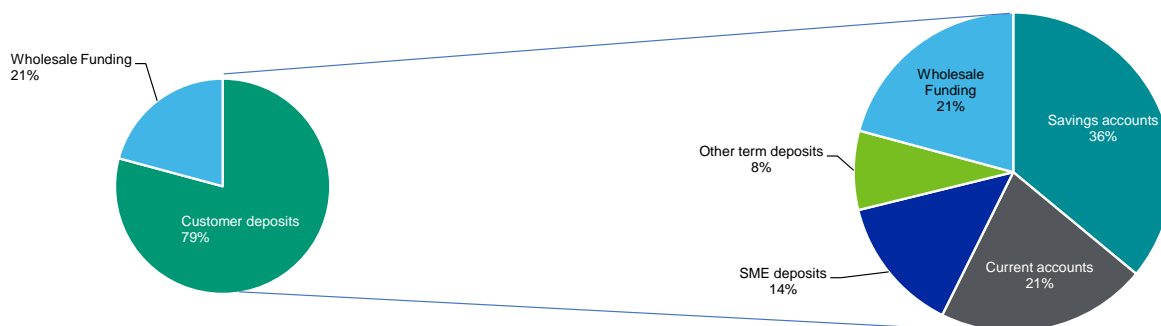 Wholesale Funding
21%
Customer deposits
79%
Wholesale
Funding
21%
Savings accounts
36%
Other term deposits
8%
SME deposits
14%
Current accounts
21%